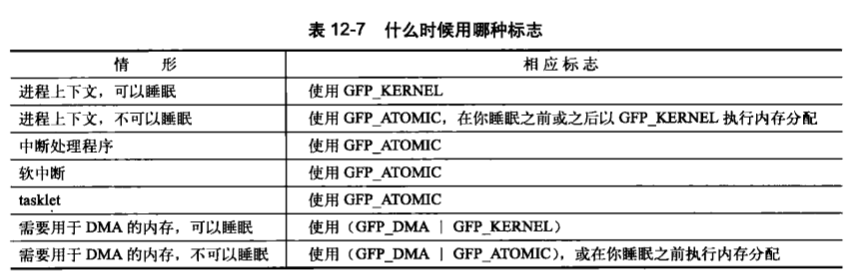 表 12-7 什么时候用哪种标志
情 形 相应标志
进程上下文，可以睡眠 使用 GFP_KERNEL
进程上下文，不可以睡眠 使用 GFP_ATOMIC，在你睡眠之前或之后以 GFP_KERNEL 执行内存分配
中断处理程序 使用 GFP_ATOMIC
软中断 使用 GFP_ATOMIC
tasklet 使用 GFP_ATOMIC
需要用于 DMA 的内存，可以睡眠 使用（GFP_DMA | GFP_KERNEL）
需要用于 DMA 的内存，不可以睡眠 使用（GFP_DMA | GFP_ATOMIC），或在你睡眠之前执行内存分配